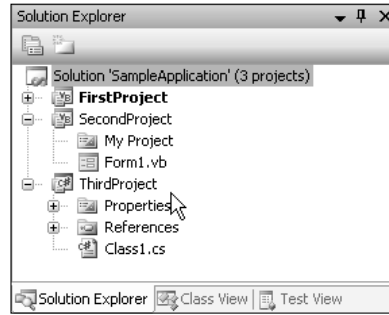 Solution Explorer
Solution 'SampleApplication' (3 projects)
FirstProject
SecondProject
My Project
Form1.vb
ThirdProject
Properties
References
Class1.cs
Solution Explorer Class View Test View